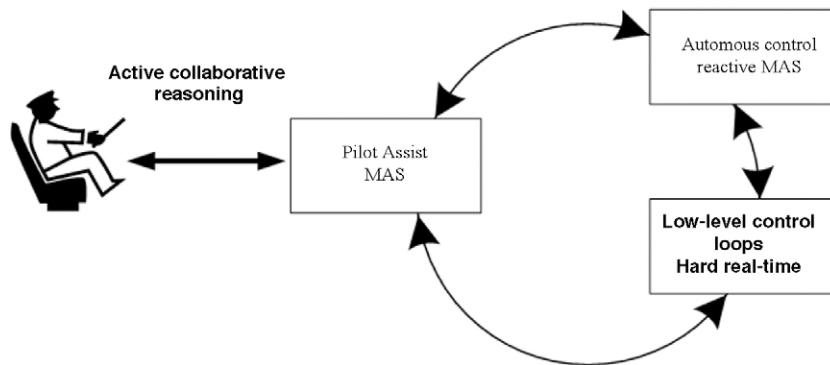 Active collaborative
reasoning
Pilot Assist
MAS
Automous control
reactive MAS
Low-level control
loops
Hard real-time